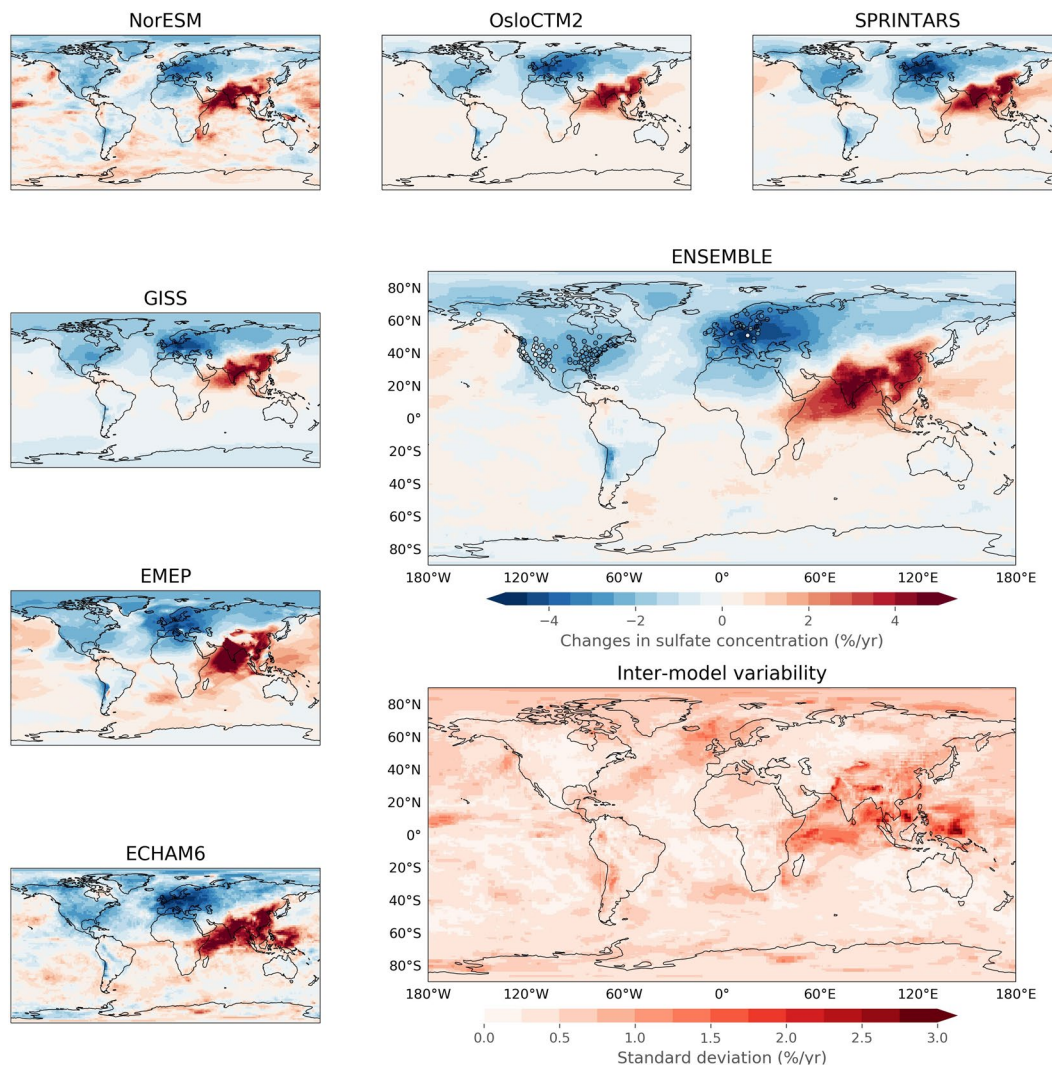 NorESM
OsloCTM2
SPRINTARS
GISS
ENSEMBLE
80°N
60°N
40°N
20°N
0°
20°S
40°S
60°S
80°S
180°W 120°W 60°W 0° 60°E 120°E 180°E
−4 −2 0 2 4
Changes in sulfate concentration (%/yr)
EMEP
Inter-model variability
80°N
60°N
40°N
20°N
0°
20°S
40°S
60°S
80°S
180°W 120°W 60°W 0° 60°E 120°E 180°E
0.0 0.5 1.0 1.5 2.0 2.5 3.0
Standard deviation (%/yr)
ECHAM6